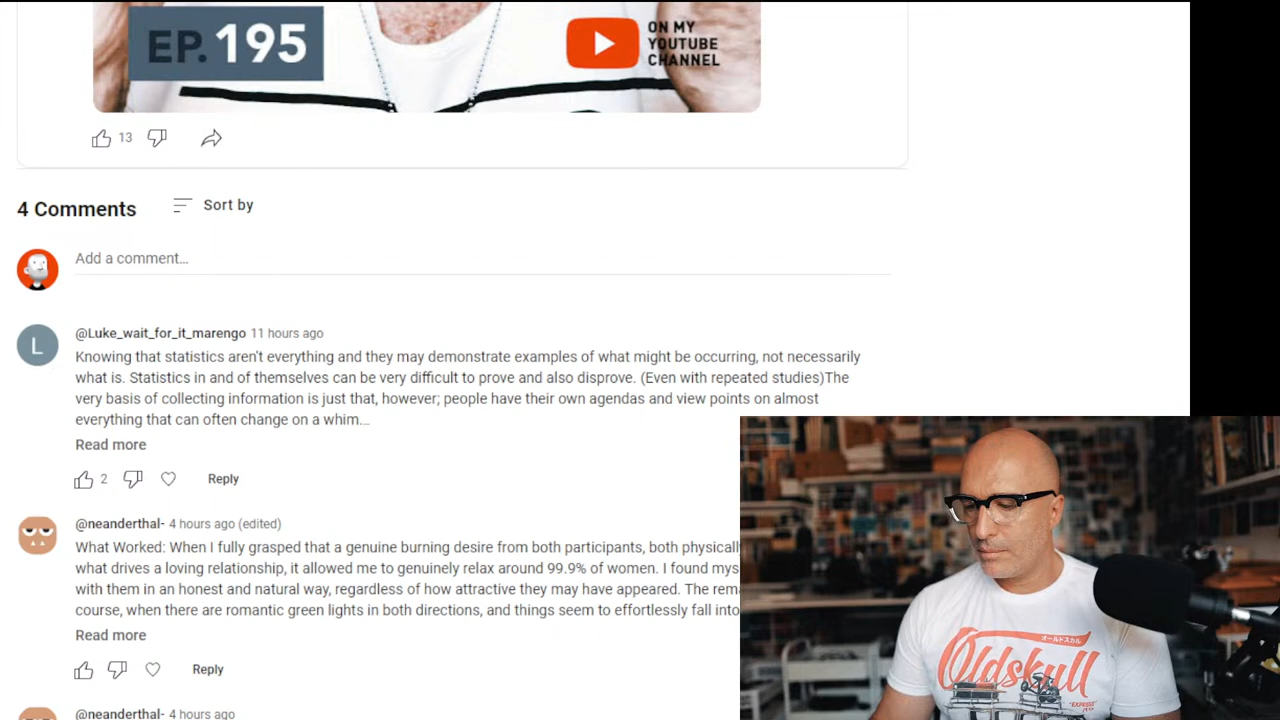 EP. 195
ON MY
YOUTUBE
CHANNEL
13
4 Comments
Sort by
Add a comment...
L
@Luke_wait_for_it_marengo 11 hours ago
Knowing that statistics aren't everything and they may demonstrate examples of what might be occurring, not necessarily
what is. Statistics in and of themselves can be very difficult to prove and also disprove. (Even with repeated studies)The
very basis of collecting information is just that, however; people have their own agendas and view points on almost
everything that can often change on a whim...
Read more
2
Reply
@neanderthal- 4 hours ago (edited)
What Worked: When I fully grasped that a genuine burning desire from both participants, both physically
what drives a loving relationship, it allowed me to genuinely relax around 99.9% of women. I found mys
with them in an honest and natural way, regardless of how attractive they may have appeared. The rem
course, when there are romantic green lights in both directions, and things seem to effortlessly fall into
Read more
Reply
@neanderthal- 4 hours ago
オールドスカル
Oldskull